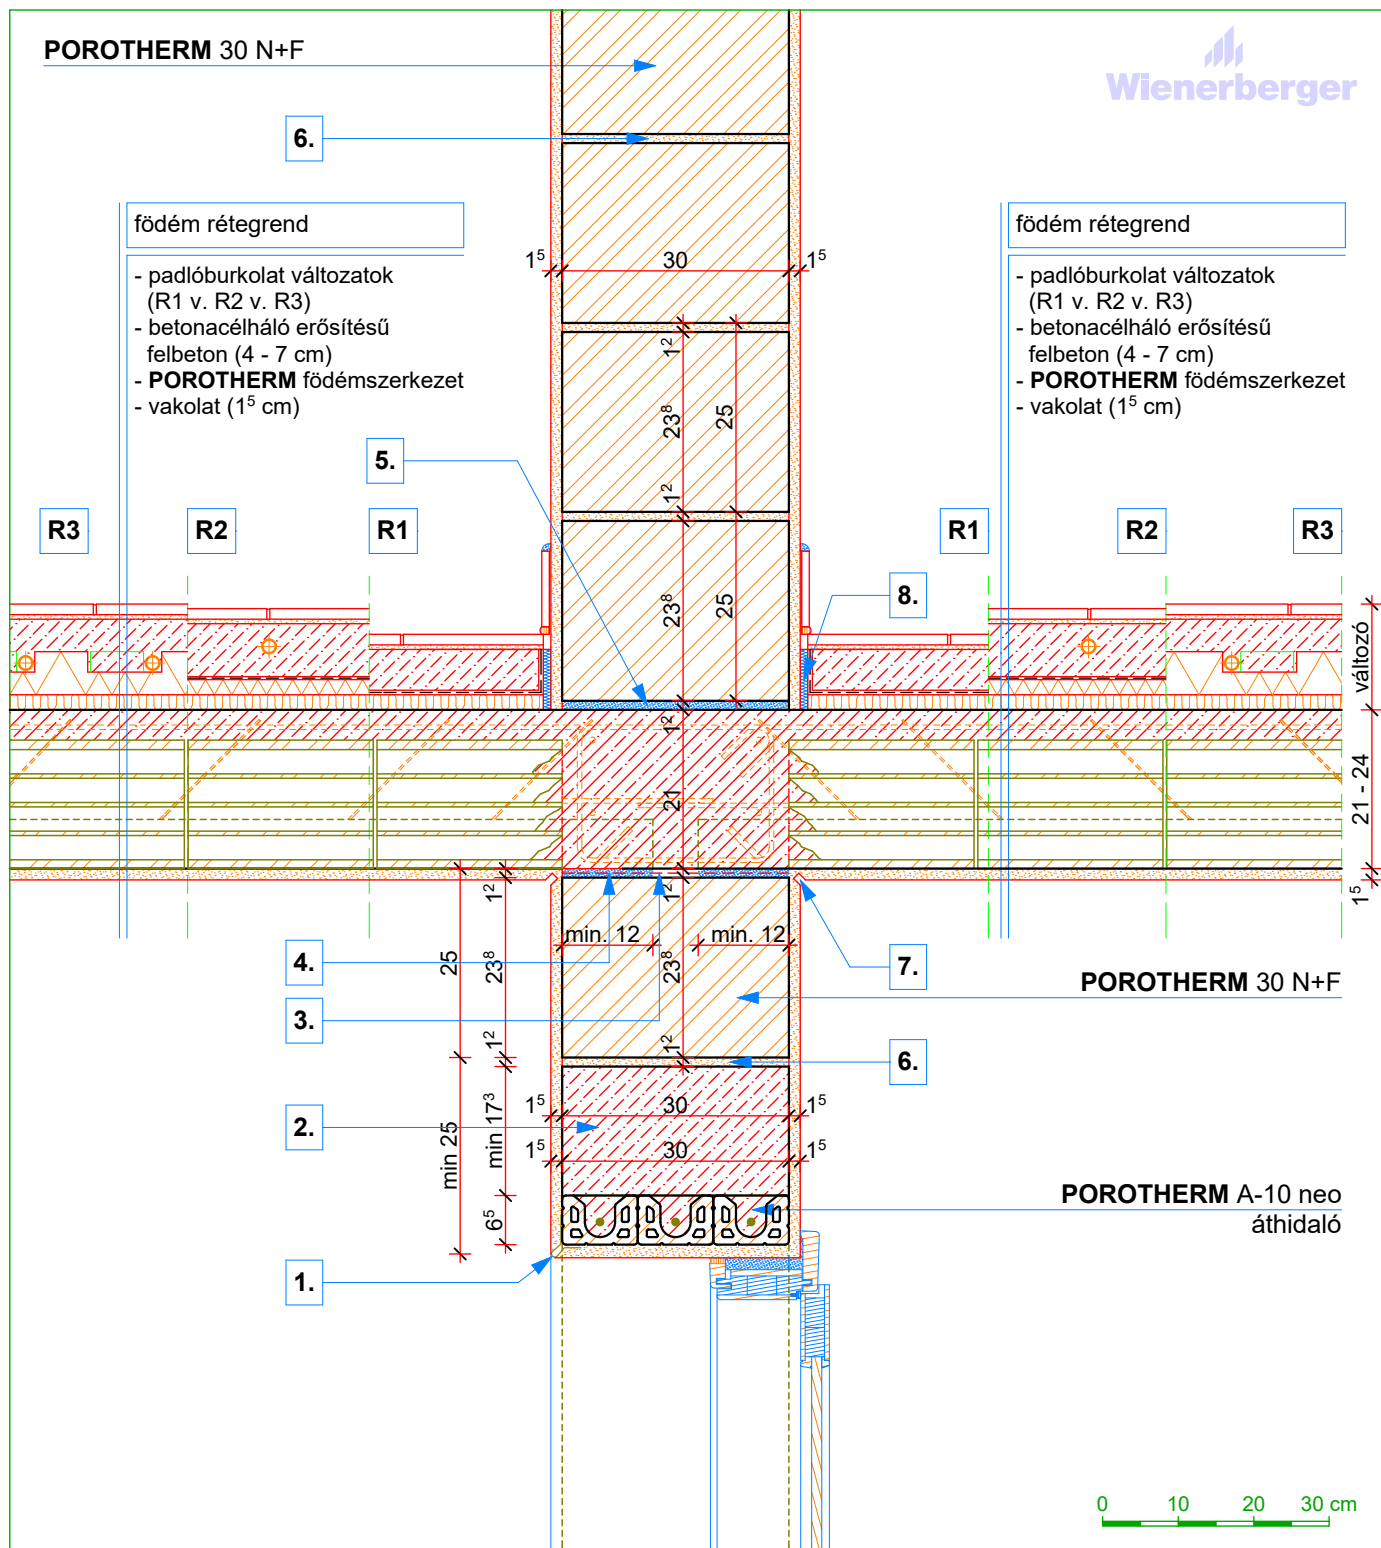 POROTHERM 30 N+F
Wienerberger
6.
födém rétegrend
- padlóburkolat változatok
(R1 v. R2 v. R3)
- betonacélháló erősítésű
felbeton (4 - 7 cm)
- POROTHERM födémszerkezet
- vakolat (1⁵ cm)
födém rétegrend
- padlóburkolat változatok
(R1 v. R2 v. R3)
- betonacélháló erősítésű
felbeton (4 - 7 cm)
- POROTHERM födémszerkezet
- vakolat (1⁵ cm)
1⁵ 30 1⁵
1²
23⁸
25
5.
1²
R3
R2
R1
R1
R2
R3
23⁸
25
8.
változó
1²
21
21 - 24
1⁵
1²
1²
min. 12
min. 12
25
23⁸
23⁸
4.
7.
POROTHERM 30 N+F
3.
1²
1²
6.
1⁵ 30 1⁵
2.
min 17³
min 25
1⁵ 30 1⁵
POROTHERM A-10 neo
áthidaló
6⁵
1.
0 10 20 30 cm